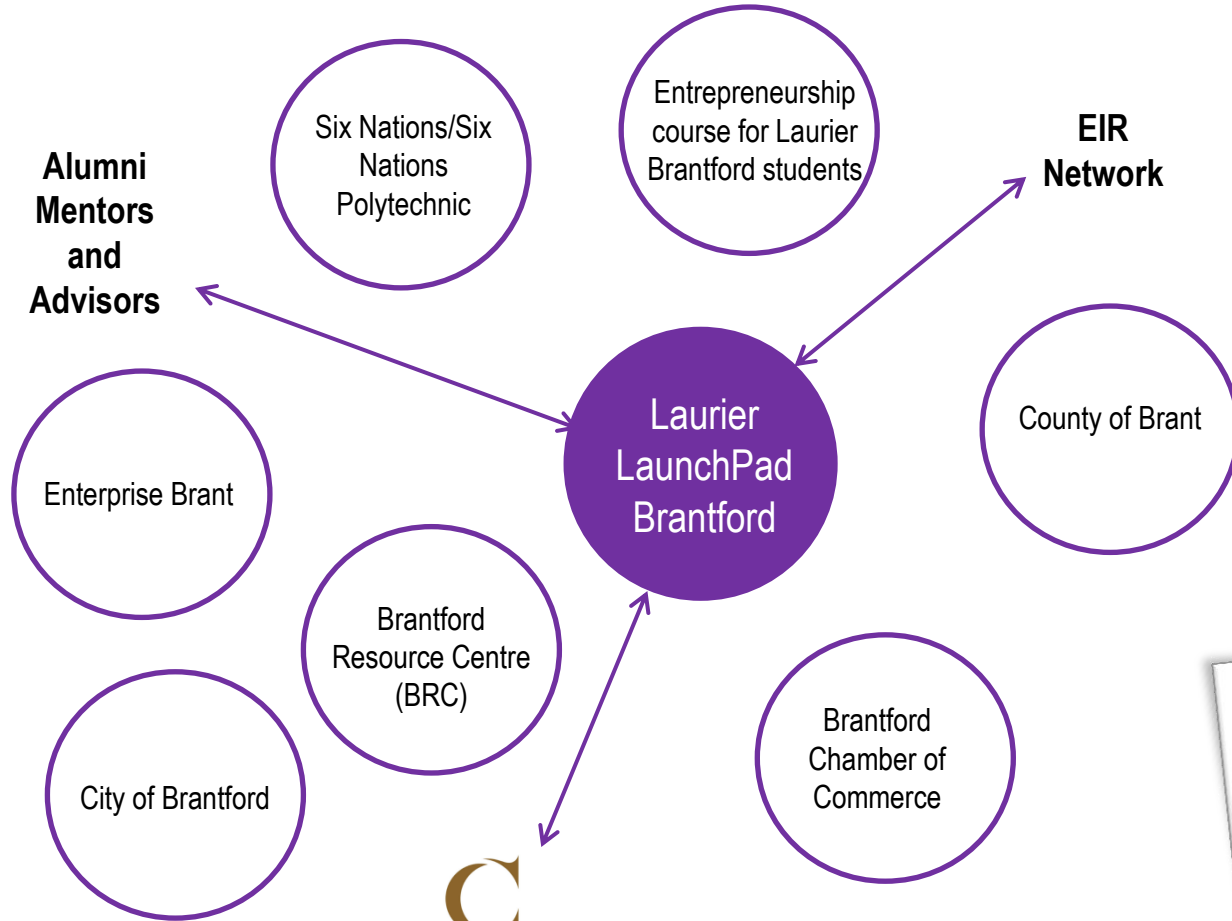 Six Nations/Six
Nations
Polytechnic
Entrepreneurship
course for Laurier
Brantford students
EIR
Network
Alumni
Mentors
and
Advisors
Laurier
LaunchPad
Brantford
County of Brant
Enterprise Brant
Brantford
Resource Centre
(BRC)
Brantford
Chamber of
Commerce
City of Brantford